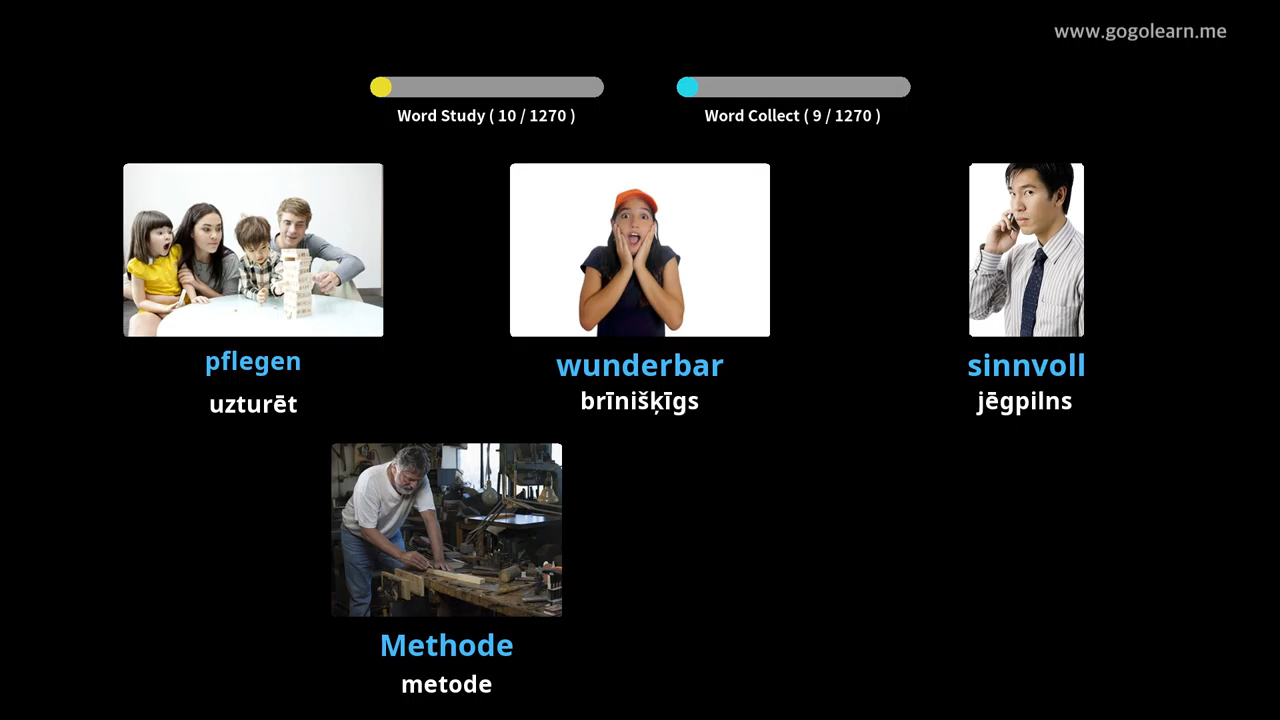 www.gogolearn.me
Word Study ( 10 / 1270 )
Word Collect ( 9 / 1270 )
pflegen
uzturēt
wunderbar
brīnišķīgs
sinnvoll
jēgpilns
Methode
metode